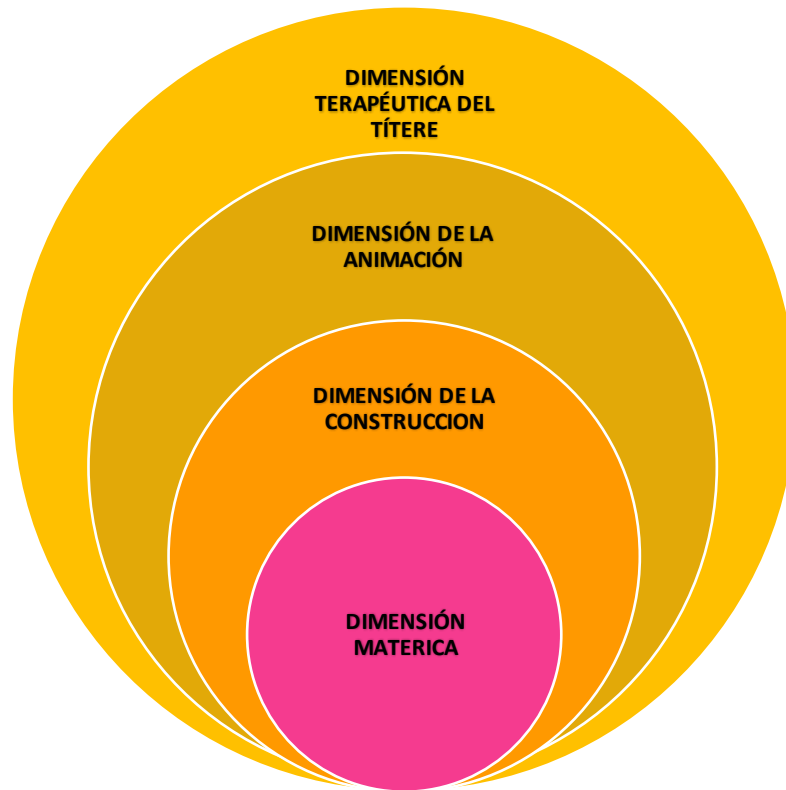 DIMENSIÓN
TERAPÉUTICA DEL
TÍTERE
DIMENSIÓN DE LA
ANIMACIÓN
DIMENSIÓN DE LA
CONSTRUCCION
DIMENSIÓN
MATERICA